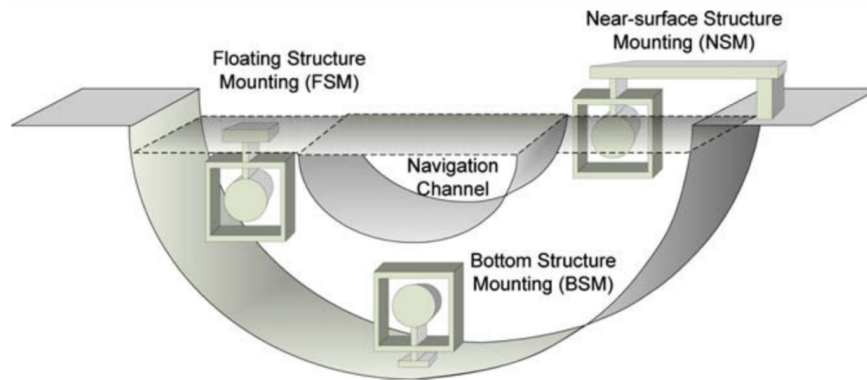 Near-surface Structure
Mounting (NSM)
Floating Structure
Mounting (FSM)
Navigation
Channel
Bottom Structure
Mounting (BSM)